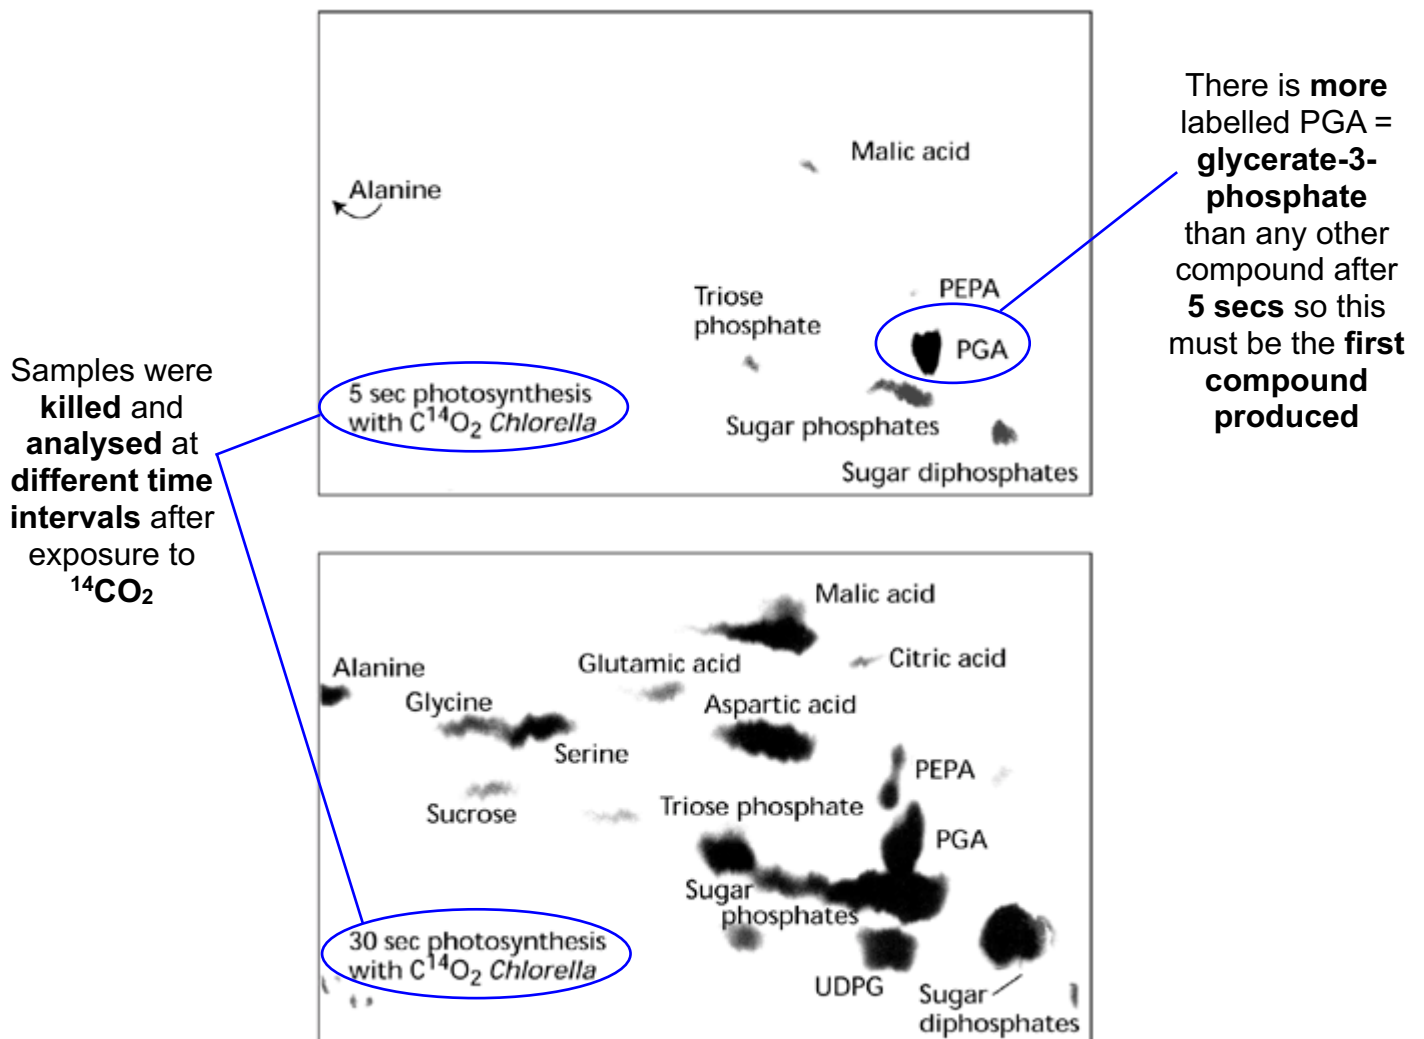 Malic acid
Alanine
Triose
phosphate
PEPA
PGA
5 sec photosynthesis
with C¹⁴O₂ Chlorella
Sugar phosphates
Sugar diphosphates
There is more
labelled PGA =
glycerate-3-
phosphate
than any other
compound after
5 secs so this
must be the first
compound
produced
Samples were
killed and
analysed at
different time
intervals after
exposure to
¹⁴CO₂
Malic acid
Alanine
Glutamic acid
Citric acid
Glycine
Aspartic acid
Serine
PEPA
Sucrose
Triose phosphate
PGA
Sugar
phosphates
30 sec photosynthesis
with C¹⁴O₂ Chlorella
UDPG
Sugar
diphosphates